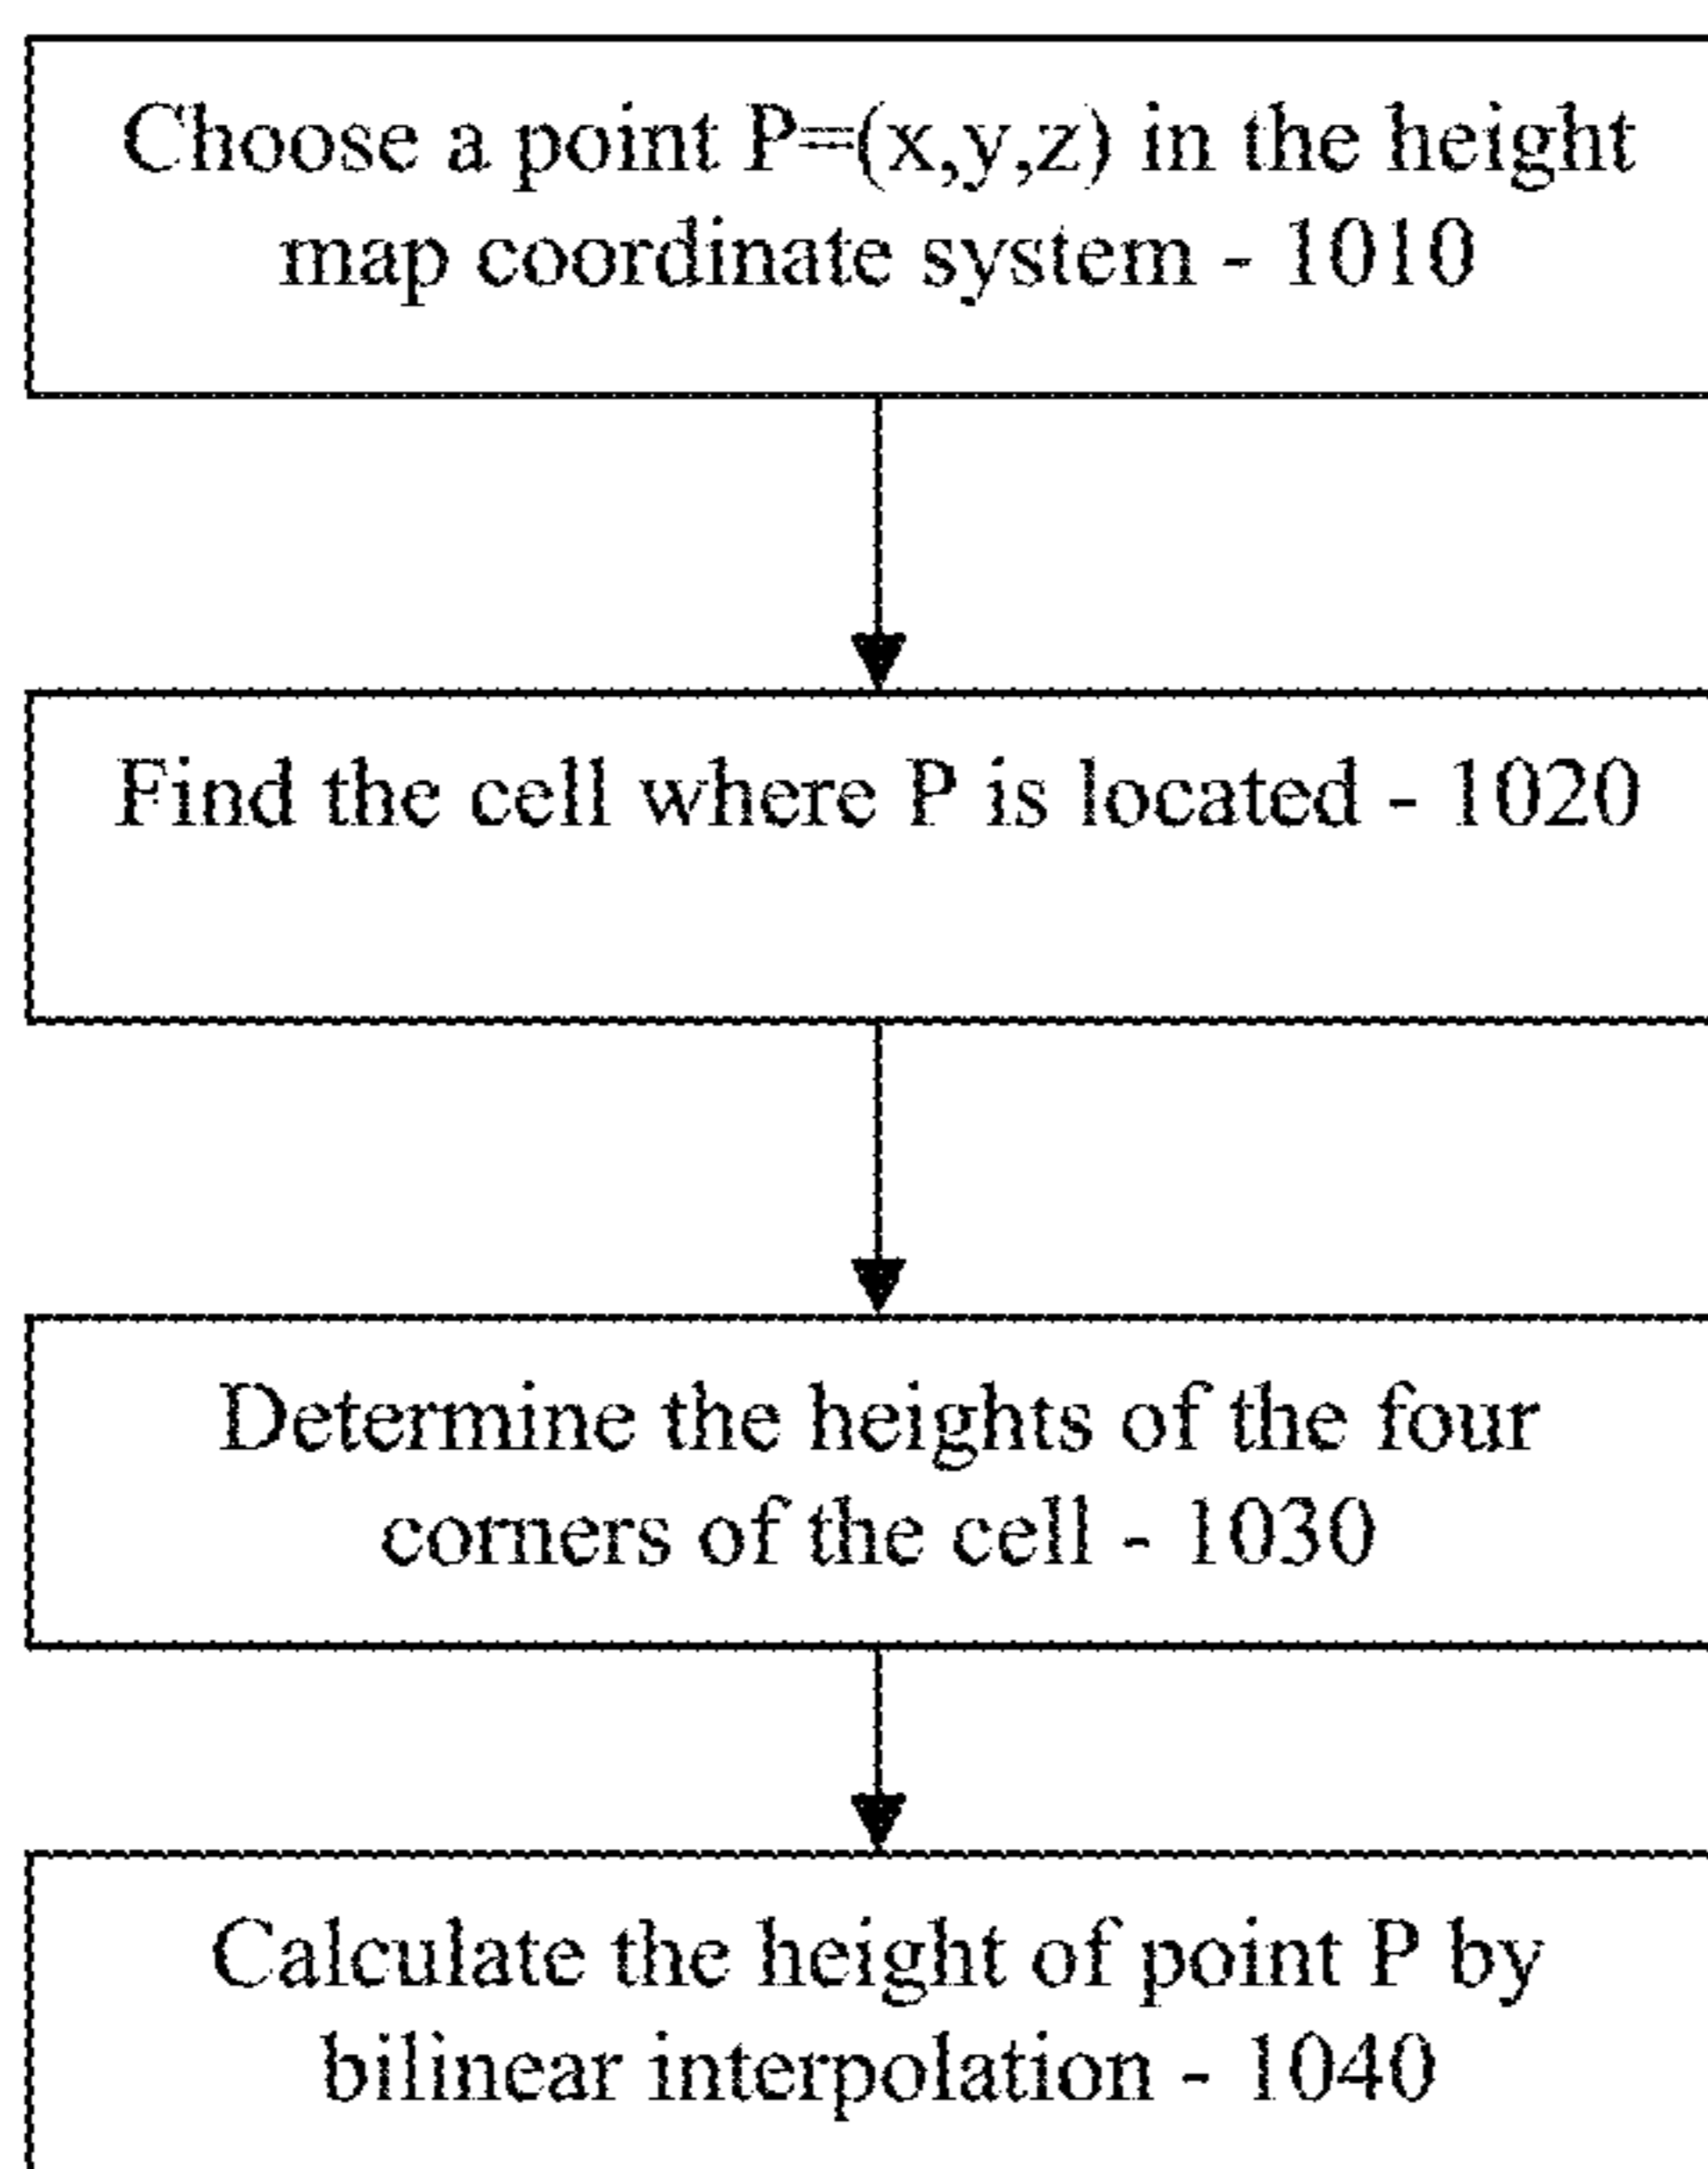 Choose a point P=(x,y,z) in the height
map coordinate system - 1010
Find the cell where P is located - 1020
Determine the heights of the four
corners of the cell - 1030
Calculate the height of point P by
bilinear interpolation - 1040